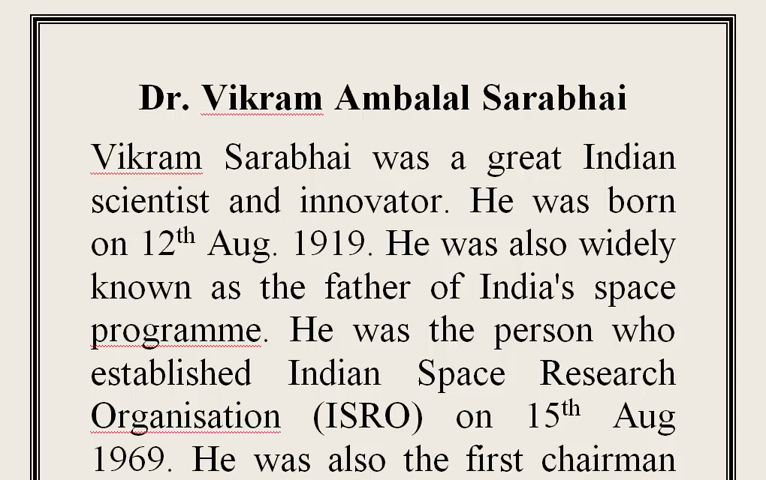 Dr. Vikram Ambalal Sarabhai
Vikram Sarabhai was a great Indian
scientist and innovator. He was born
on 12th Aug. 1919. He was also widely
known as the father of India's space
programme. He was the person who
established Indian Space Research
Organisation (ISRO) on 15th Aug
1969. He was also the first chairman